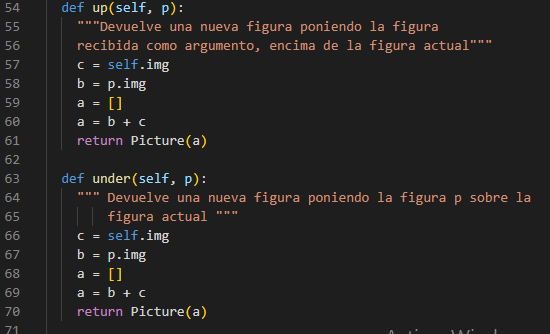 54 def up(self, p):
55 """Devuelve una nueva figura poniendo la figura
56 recibida como argumento, encima de la figura actual"""
57 c = self.img
58 b = p.img
59 a = []
60 a = b + c
61 return Picture(a)
62
63 def under(self, p):
64 """ Devuelve una nueva figura poniendo la figura p sobre la
65 figura actual """
66 c = self.img
67 b = p.img
68 a = []
69 a = b + c
70 return Picture(a)
71